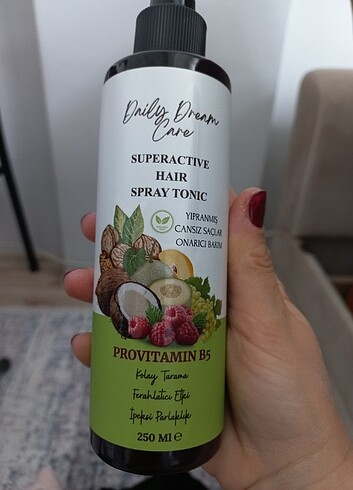 Daily Dream
Care
SUPERACTIVE
HAIR
SPRAY TONIC
YIPRANMIŞ
CANSIZ SAÇLAR
ONARICI BAKIM
PROVITAMIN B5
Kolay Tarama
Ferahlatıcı Etki
İpeksi Parlaklık
250 Ml ℮